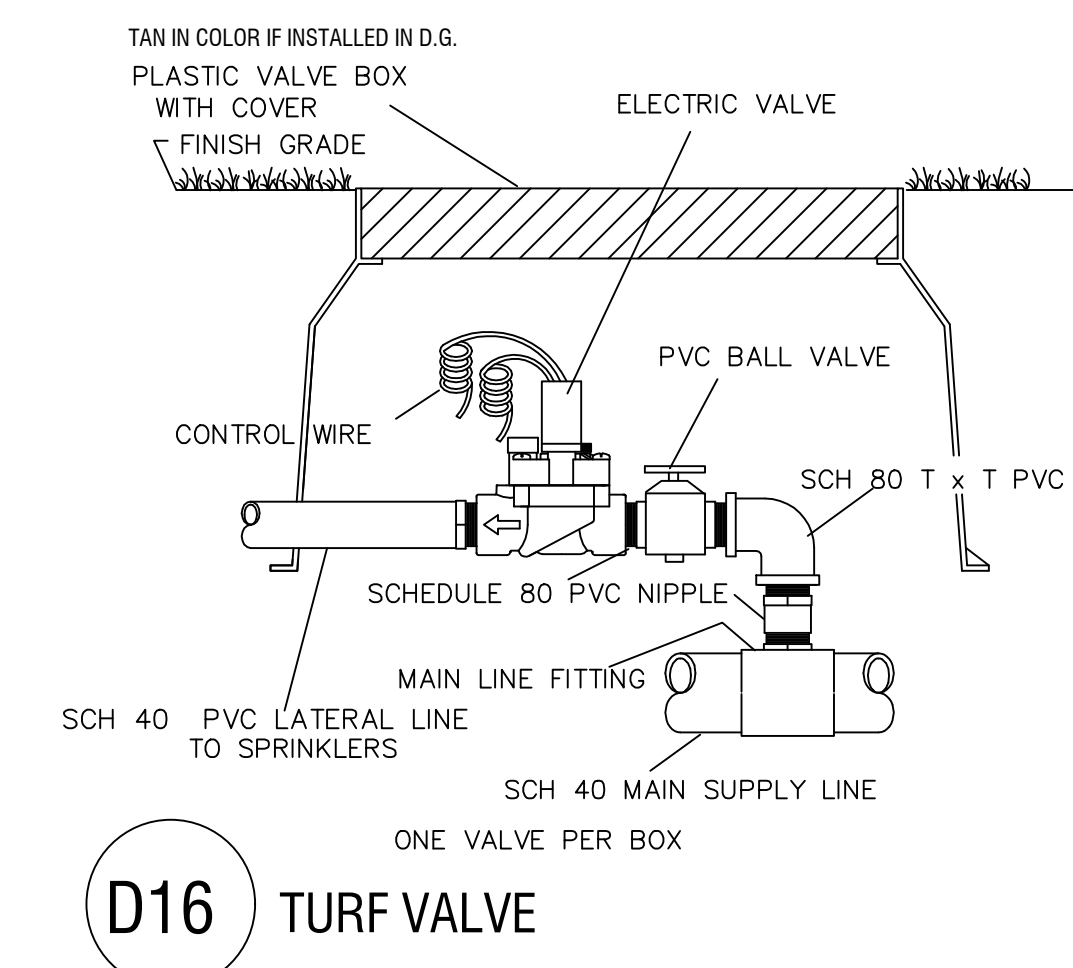 TAN IN COLOR IF INSTALLED IN D.G.
PLASTIC VALVE BOX
WITH COVER
FINISH GRADE
ELECTRIC VALVE
PVC BALL VALVE
CONTROL WIRE
SCH 80 T x T PVC
SCHEDULE 80 PVC NIPPLE
MAIN LINE FITTING
SCH 40 PVC LATERAL LINE
TO SPRINKLERS
SCH 40 MAIN SUPPLY LINE
ONE VALVE PER BOX
D16 TURF VALVE